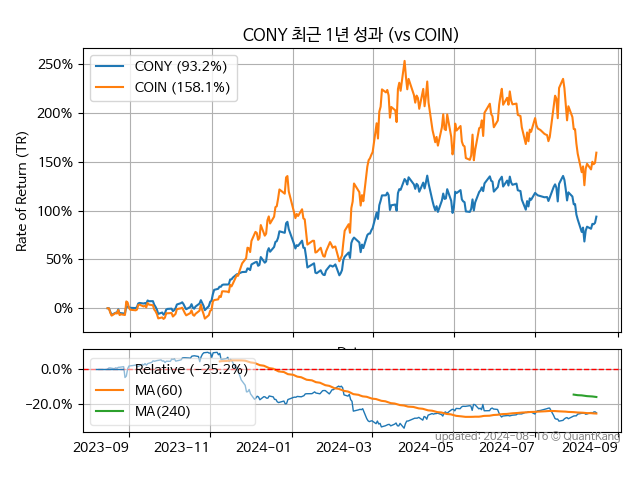 CONY 최근 1년 성과 (vs COIN)
250%
200%
150%
100%
50%
0%
Rate of Return (TR)
CONY (93.2%)
COIN (158.1%)
0.0%
−20.0%
Relative (−25.2%)
MA(60)
MA(240)
updated: 2024-08-16 © QuantKang
2023-09
2023-11
2024-01
2024-03
2024-05
2024-07
2024-09